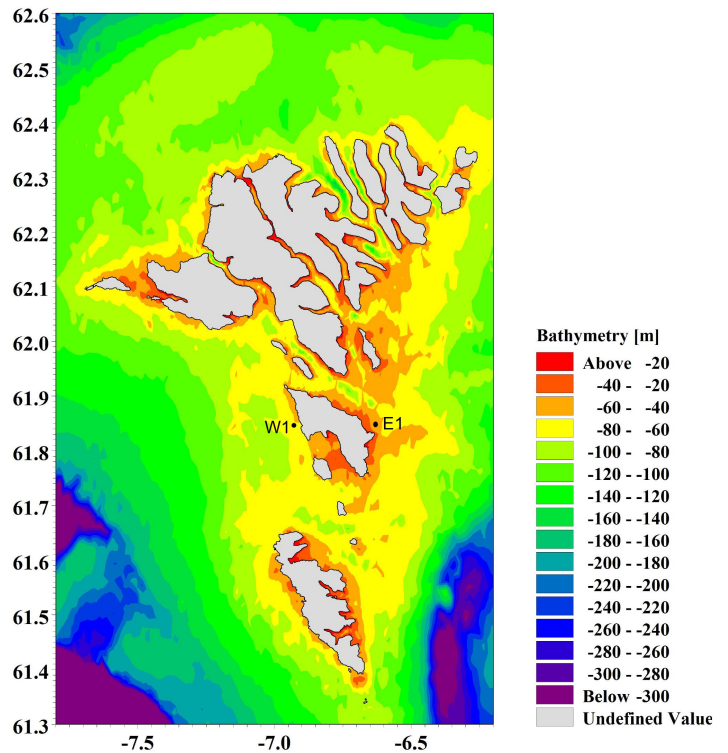 62.6
62.5
62.4
62.3
62.2
62.1
62.0
61.9
61.8
61.7
61.6
61.5
61.4
61.3
W1
E1
-7.5 -7.0 -6.5
Bathymetry [m]
Above -20
-40 - -20
-60 - -40
-80 - -60
-100 - -80
-120 - -100
-140 - -120
-160 - -140
-180 - -160
-200 - -180
-220 - -200
-240 - -220
-260 - -240
-280 - -260
-300 - -280
Below -300
Undefined Value